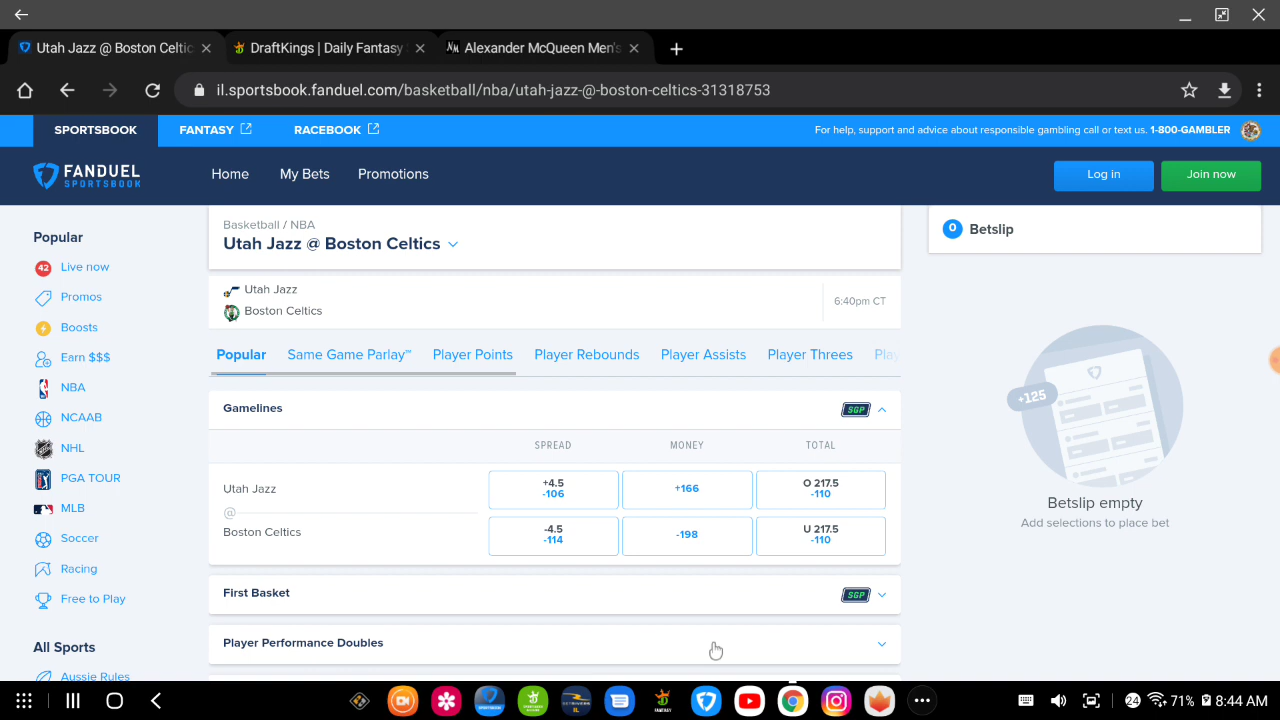 Utah Jazz @ Boston Celtic
DraftKings | Daily Fantasy
Alexander McQueen Men's
il.sportsbook.fanduel.com/basketball/nba/utah-jazz-@-boston-celtics-31318753
SPORTSBOOK
FANTASY
RACEBOOK
For help, support and advice about responsible gambling call or text us. 1-800-GAMBLER
FANDUEL
SPORTSBOOK
Home
My Bets
Promotions
Log in
Join now
Popular
42 Live now
Promos
Boosts
Earn $$$
NBA
NCAAB
NHL
PGA TOUR
MLB
Soccer
Racing
Free to Play
All Sports
Aussie Rules
Basketball / NBA
Utah Jazz @ Boston Celtics
Utah Jazz
Boston Celtics
6:40pm CT
Popular
Same Game Parlay™
Player Points
Player Rebounds
Player Assists
Player Threes
Play
Gamelines
SGP
SPREAD
MONEY
TOTAL
Utah Jazz
+4.5
-106
+166
O 217.5
-110
@
Boston Celtics
-4.5
-114
-198
U 217.5
-110
First Basket
SGP
Player Performance Doubles
0 Betslip
+125
Betslip empty
Add selections to place bet
24
71%
8:44 AM